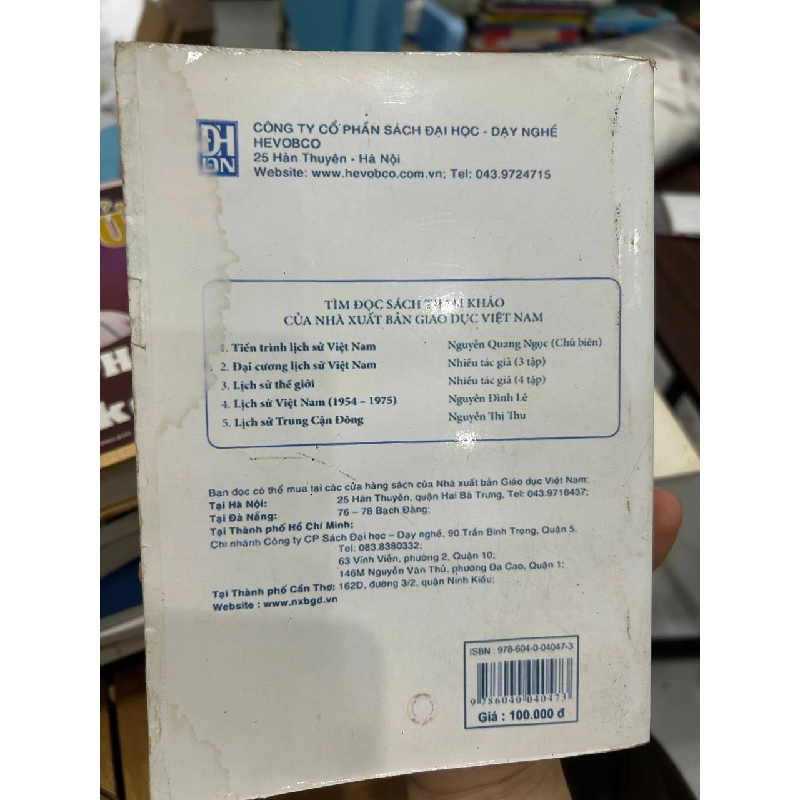 ĐH
DN
CÔNG TY CỔ PHẦN SÁCH ĐẠI HỌC - DẠY NGHỀ
HEVOBCO
25 Hàn Thuyên - Hà Nội
Website: www.hevobco.com.vn; Tel: 043.9724715
TÌM ĐỌC SÁCH THAM KHẢO
CỦA NHÀ XUẤT BẢN GIÁO DỤC VIỆT NAM
1. Tiến trình lịch sử Việt Nam Nguyễn Quang Ngọc (Chủ biên)
2. Đại cương lịch sử Việt Nam Nhiều tác giả (3 tập)
3. Lịch sử thế giới Nhiều tác giả (4 tập)
4. Lịch sử Việt Nam (1954 – 1975) Nguyễn Đình Lê
5. Lịch sử Trung Cận Đông Nguyễn Thị Thu
Bạn đọc có thể mua tại các cửa hàng sách của Nhà xuất bản Giáo dục Việt Nam:
Tại Hà Nội: 25 Hàn Thuyên, quận Hai Bà Trưng, Tel: 043.9718437;
Tại Đà Nẵng: 76 – 78 Bạch Đằng;
Tại Thành phố Hồ Chí Minh:
Chi nhánh Công ty CP Sách Đại học – Dạy nghề, 90 Trần Bình Trọng, Quận 5,
Tel: 083.8380332;
63 Vĩnh Viễn, phường 2, Quận 10;
146M Nguyễn Văn Thủ, phường Đa Cao, Quận 1;
Tại Thành phố Cần Thơ: 162D, đường 3/2, quận Ninh Kiều;
Website : www.nxbgd.vn
ISBN : 978-604-0-04047-3
9 786040 040473
Giá : 100.000 đ